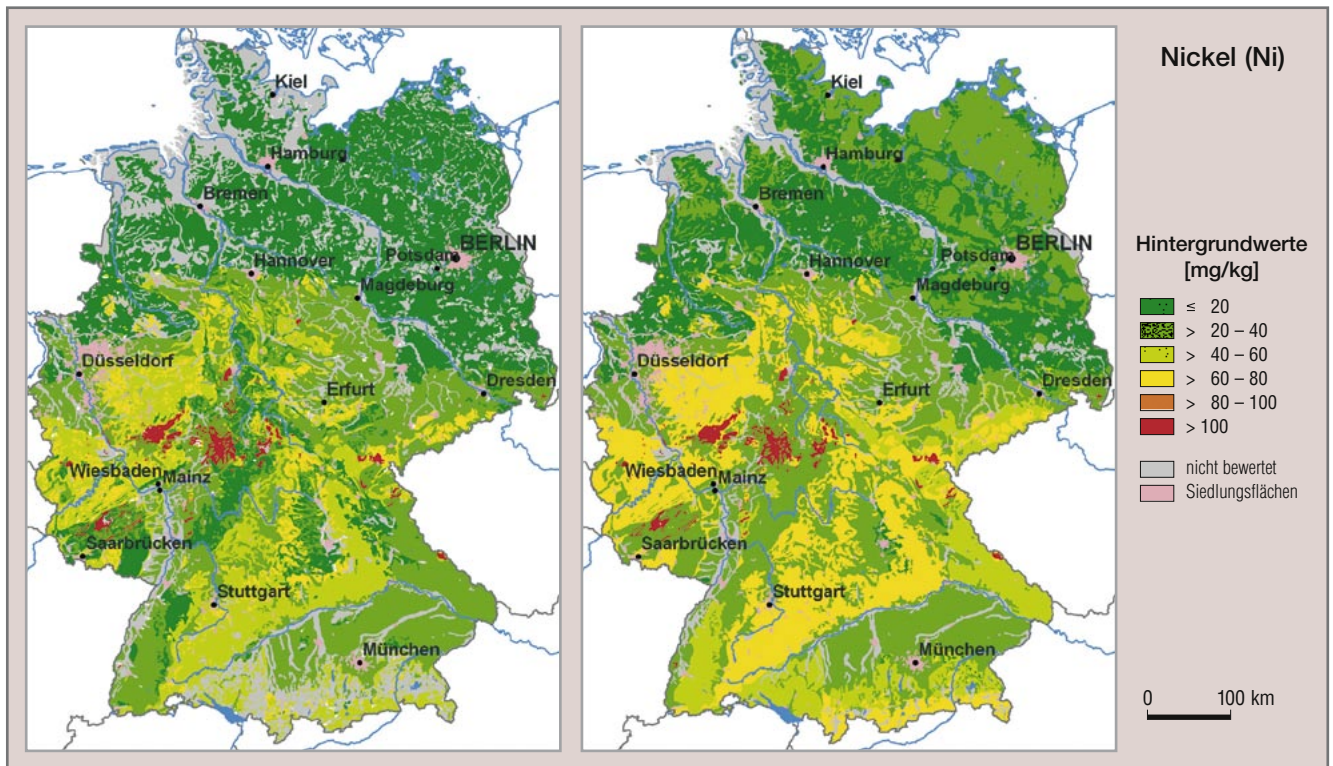 Kiel
Hamburg
Bremen
BERLIN
Potsdam
Hannover
Magdeburg
Düsseldorf
Erfurt
Dresden
Wiesbaden
Mainz
Saarbrücken
Stuttgart
München
Kiel
Hamburg
Bremen
BERLIN
Potsdam
Hannover
Magdeburg
Düsseldorf
Erfurt
Dresden
Wiesbaden
Mainz
Saarbrücken
Stuttgart
München
Nickel (Ni)
Hintergrundwerte
[mg/kg]
≤ 20
> 20 – 40
> 40 – 60
> 60 – 80
> 80 – 100
> 100
nicht bewertet
Siedlungsflächen
0 100 km